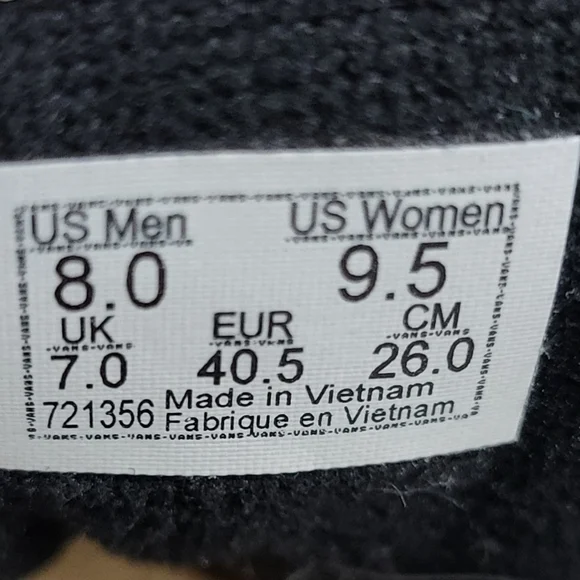 US Men US Women
8.0 9.5
UK EUR CM
7.0 40.5 26.0
721356 Made in Vietnam
Fabrique en Vietnam